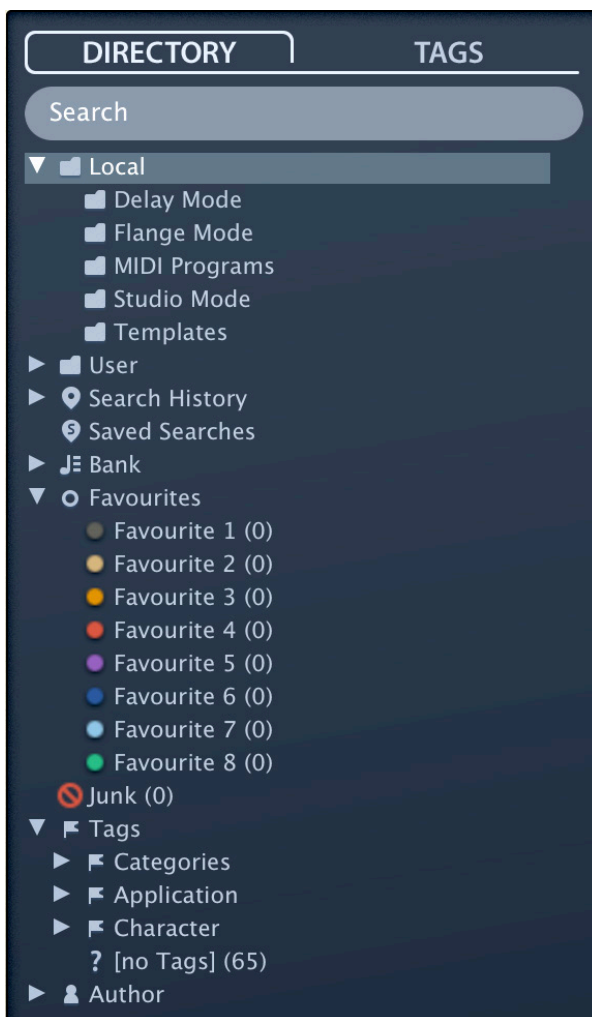 DIRECTORY TAGS
Search
Local
Delay Mode
Flange Mode
MIDI Programs
Studio Mode
Templates
User
Search History
Saved Searches
Bank
Favourites
Favourite 1 (0)
Favourite 2 (0)
Favourite 3 (0)
Favourite 4 (0)
Favourite 5 (0)
Favourite 6 (0)
Favourite 7 (0)
Favourite 8 (0)
Junk (0)
Tags
Categories
Application
Character
? [no Tags] (65)
Author